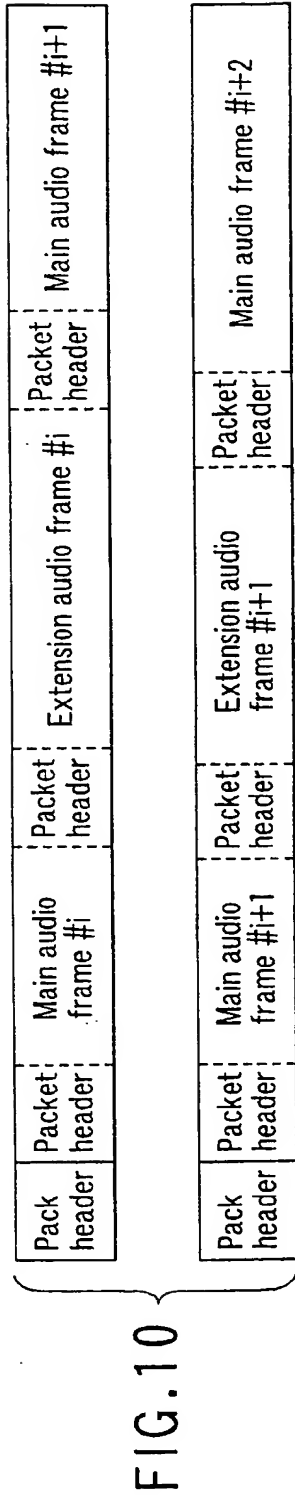 Pack
header
Packet
header
Main audio
frame #i
Packet
header
Extension audio frame #i
Packet
header
Main audio frame #i+1
Pack
header
Packet
header
Main audio
frame #i+1
Packet
header
Extension audio
frame #i+1
Packet
header
Main audio frame #i+2
FIG.10